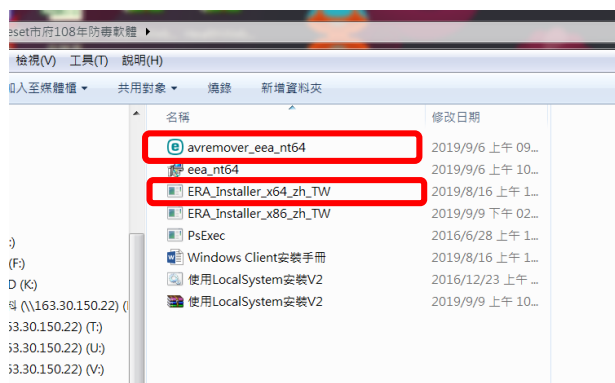 eset市府108年防毒軟體
檢視(V) 工具(T) 說明(H)
加入至媒體櫃 共用對象 燒錄 新增資料夾
名稱 修改日期
avremover_eea_nt64 2019/9/6 上午 09...
eea_nt64 2019/9/6 上午 10...
ERA_Installer_x64_zh_TW 2019/8/16 上午 1...
ERA_Installer_x86_zh_TW 2019/9/9 下午 02...
PsExec 2016/6/28 上午 1...
Windows Client安裝手冊 2019/8/16 上午 1...
使用LocalSystem安裝V2 2016/12/23 上午 ...
使用LocalSystem安裝V2 2019/9/9 上午 10...
:)
(F:)
D (K:)
(\\163.30.150.22) (
53.30.150.22) (T:)
53.30.150.22) (U:)
53.30.150.22) (V:)